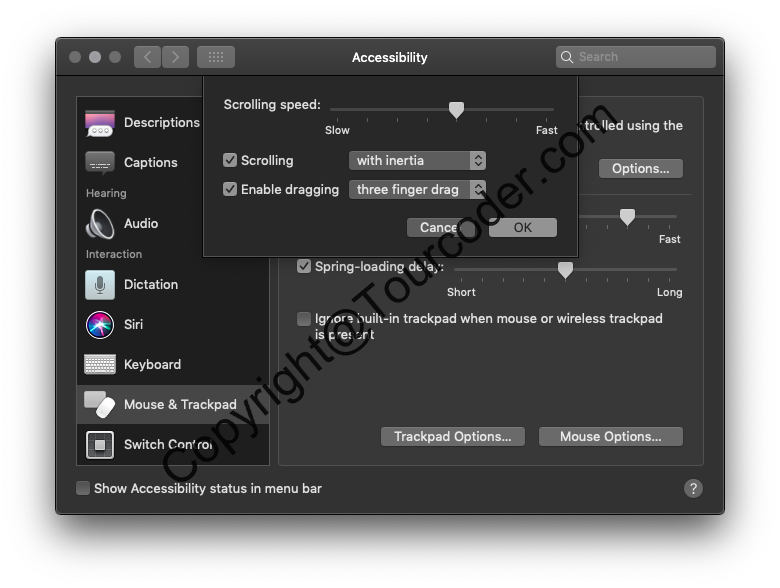 Accessibility
Search
Scrolling speed:
Slow
Fast
Scrolling
with inertia
Enable dragging
three finger drag
Cancel
OK
Descriptions
Captions
Hearing
Audio
Interaction
Dictation
Siri
Keyboard
Mouse & Trackpad
Switch Control
trolled using the
Options...
Fast
Spring-loading delay:
Short
Long
Ignore built-in trackpad when mouse or wireless trackpad
is present
Trackpad Options...
Mouse Options...
Show Accessibility status in menu bar
?
Copyright@Tourcoder.com